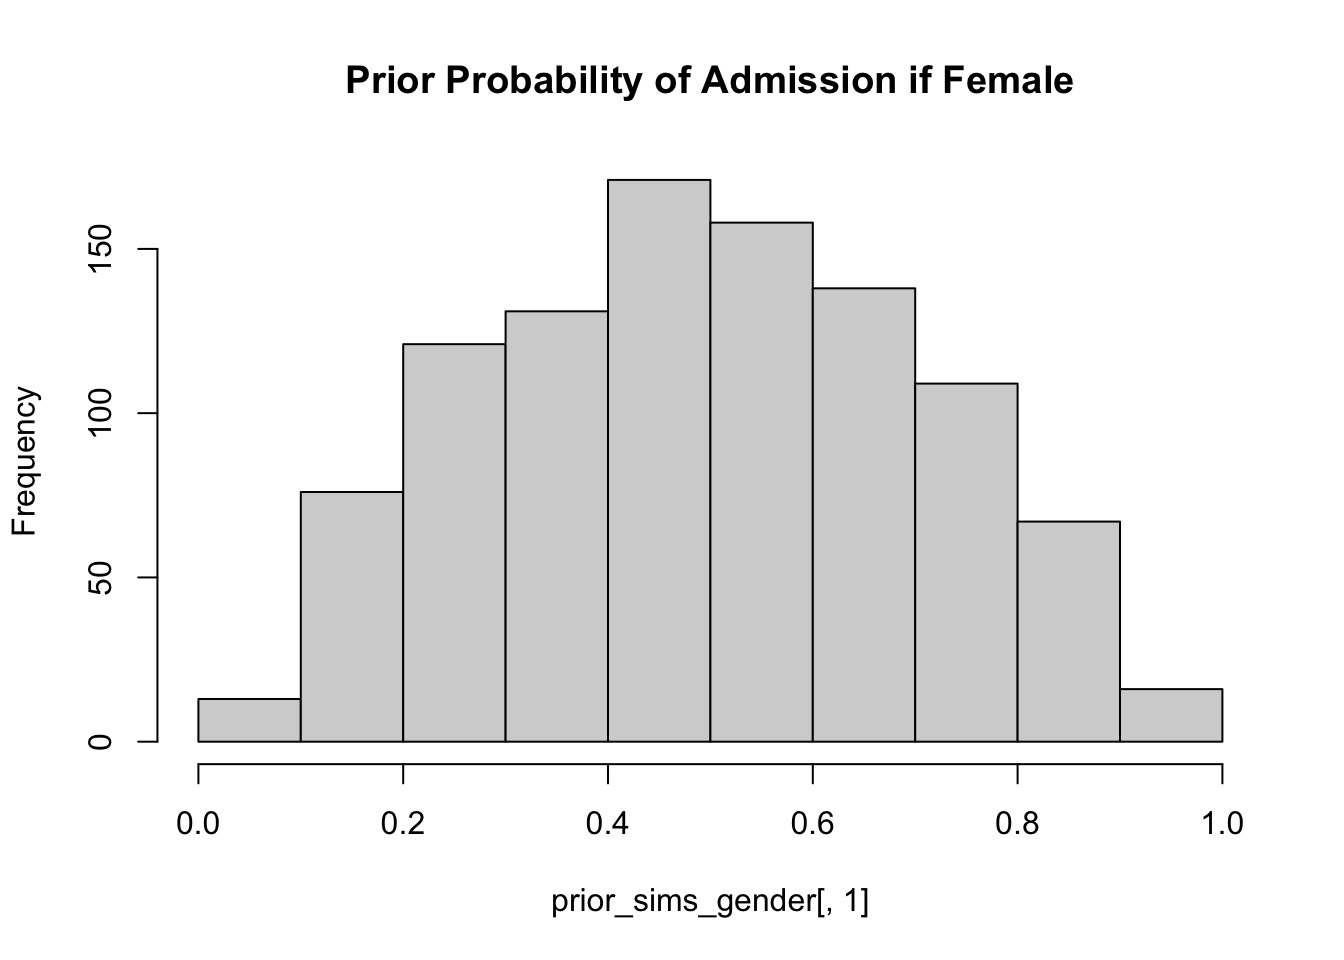 Prior Probability of Admission if Female
Frequency
150
100
50
0
0.0 0.2 0.4 0.6 0.8 1.0
prior_sims_gender[, 1]